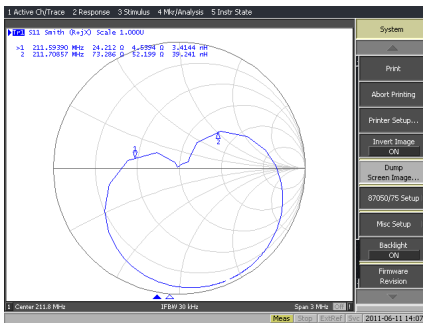 1 Active Ch/Trace 2 Response 3 Stimulus 4 Mkr/Analysis 5 Instr State
Tr1 S11 Smith (R+jX) Scale 1.000U
>1 211.59390 MHz 24.212 Ω 4.5394 Ω 3.4144 nH
2 211.70857 MHz 73.286 Ω 52.199 Ω 39.241 nH
1
2
System
Print
Abort Printing
Printer Setup...
Invert Image
ON
Dump
Screen Image...
87050/75 Setup
Misc Setup
Backlight
ON
Firmware
Revision
1 Center 211.8 MHz IFBW 30 kHz Span 3 MHz Off
Meas Stop ExtRef Svc 2011-06-11 14:07